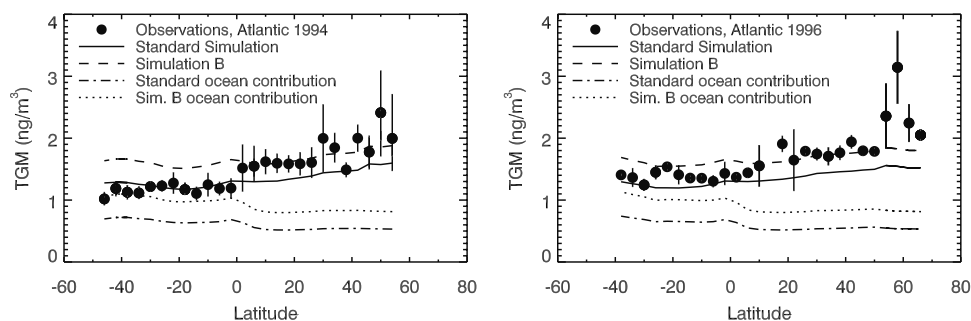 4
3
2
1
0
TGM (ng/m³)
Observations, Atlantic 1994
Standard Simulation
Simulation B
Standard ocean contribution
Sim. B ocean contribution
-60 -40 -20 0 20 40 60 80
Latitude
4
3
2
1
0
TGM (ng/m³)
Observations, Atlantic 1996
Standard Simulation
Simulation B
Standard ocean contribution
Sim. B ocean contribution
-60 -40 -20 0 20 40 60 80
Latitude